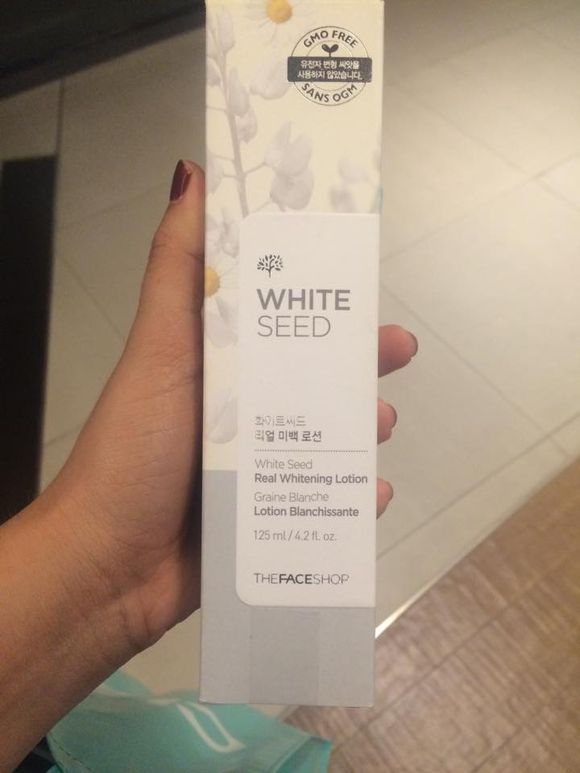 GMO FREE
유전자 변형 씨앗을
사용하지 않았습니다.
SANS OGM
WHITE
SEED
화이트씨드
리얼 미백 로션
White Seed
Real Whitening Lotion
Graine Blanche
Lotion Blanchissante
125 ml / 4.2 fl. oz.
THEFACESHOP